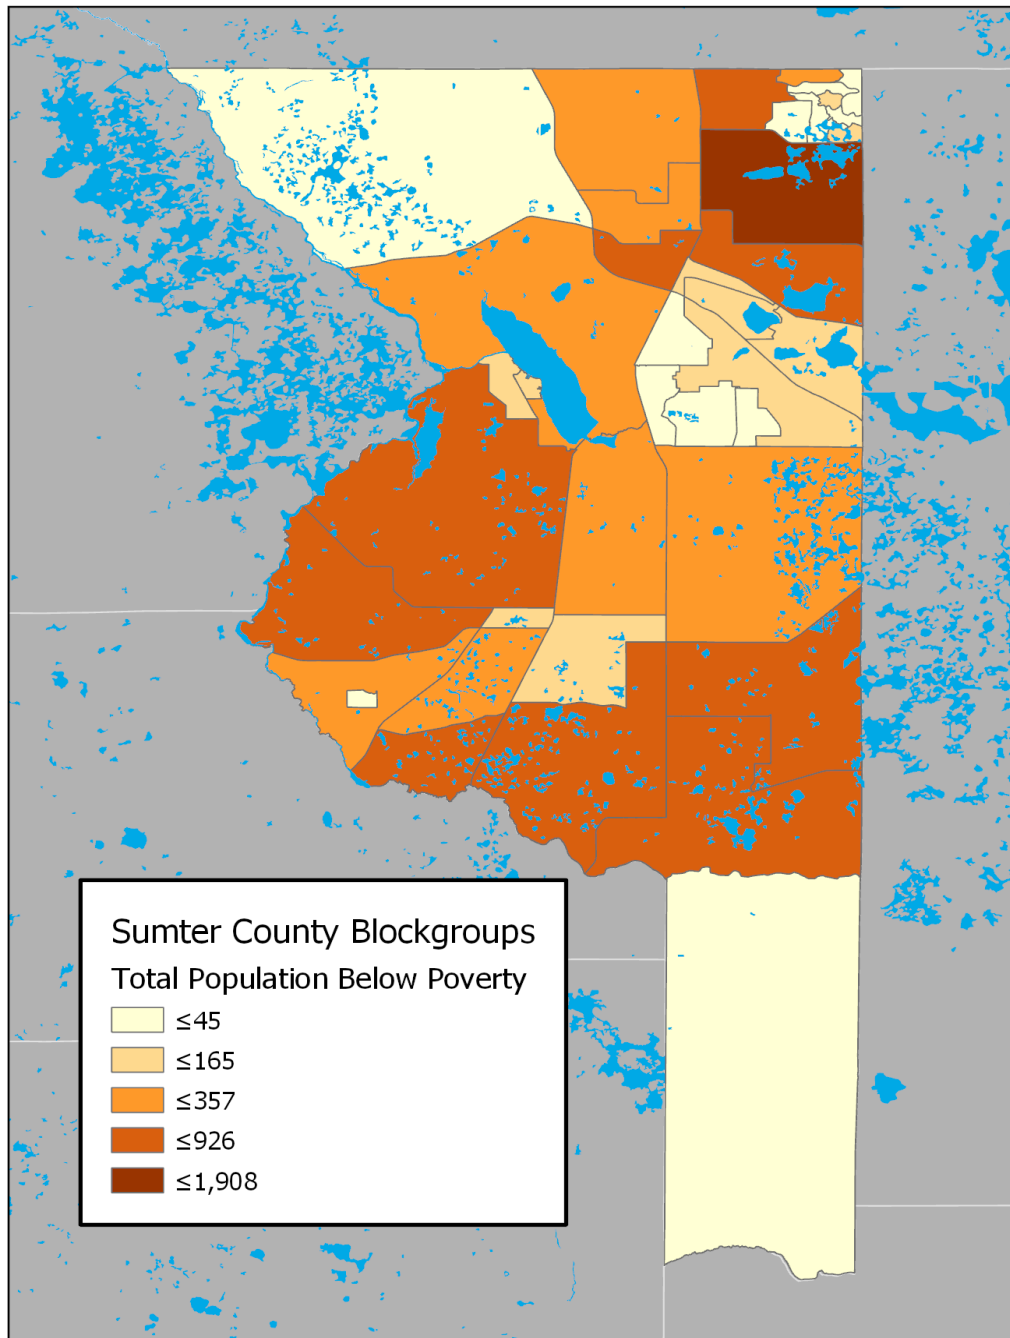 Sumter County Blockgroups
Total Population Below Poverty
≤45
≤165
≤357
≤926
≤1,908